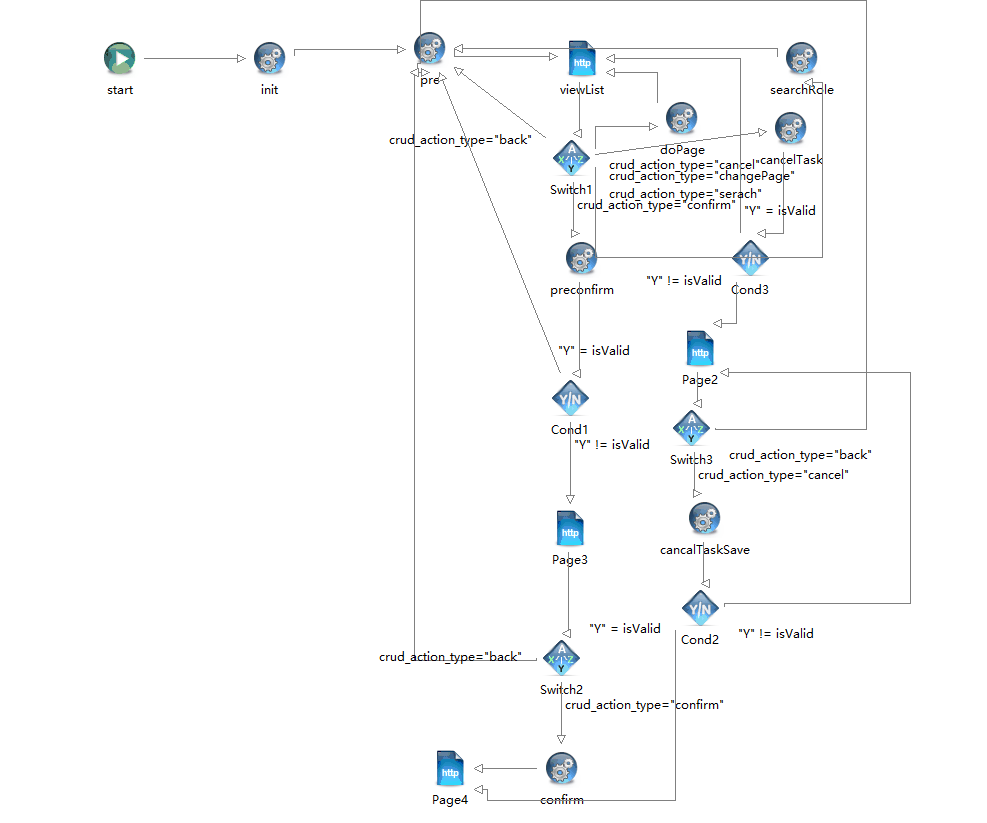 http
start
init
pre
viewList
searchRole
crud_action_type="back"
A
X
Z
Y
doPage
cancelTask
crud_action_type="cancel"
crud_action_type="changePage"
Switch1
crud_action_type="serach"
crud_action_type="confirm"
"Y" = isValid
Y/N
preconfirm
"Y" != isValid
Cond3
http
"Y" = isValid
Page2
Y/N
A
X
Z
Y
Cond1
"Y" != isValid
Switch3
crud_action_type="back"
crud_action_type="cancel"
http
Page3
cancalTaskSave
Y/N
"Y" = isValid
Cond2
"Y" != isValid
A
X
Z
Y
crud_action_type="back"
Switch2
crud_action_type="confirm"
http
Page4
confirm